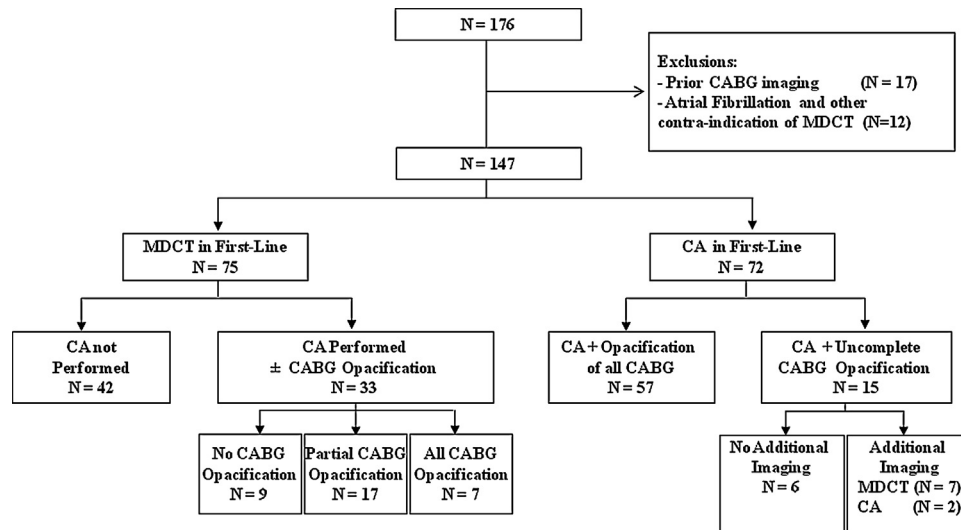 N = 176
Exclusions:
- Prior CABG imaging (N = 17)
- Atrial Fibrillation and other
contra-indication of MDCT (N=12)
N = 147
MDCT in First-Line
N = 75
CA in First-Line
N = 72
CA not
Performed
N = 42
CA Performed
± CABG Opacification
N = 33
CA + Opacification
of all CABG
N = 57
CA + Uncomplete
CABG Opacification
N = 15
No CABG
Opacification
N = 9
Partial CABG
Opacification
N = 17
All CABG
Opacification
N = 7
No Additional
Imaging
N = 6
Additional
Imaging
MDCT (N = 7)
CA (N = 2)